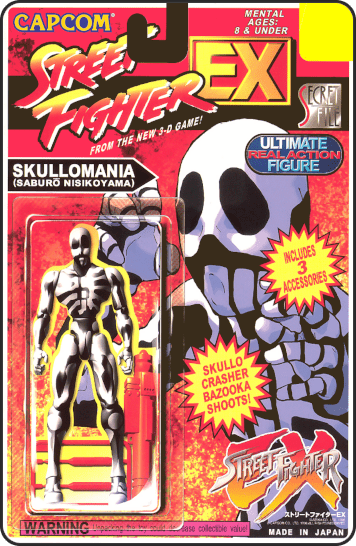 CAPCOM®
MENTAL
AGES:
8 & UNDER
STREET
FIGHTER
EX
FROM THE NEW 3-D GAME!
SECRET
FILE
ULTIMATE
REAL ACTION
FIGURE
SKULLOMANIA
(SABURŌ NISIKOYAMA)
INCLUDES
3
ACCESSORIES
SKULLO
CRASHER
BAZOOKA
SHOOTS!
STREET FIGHTER
EX
ストリートファイターEX
MADE IN JAPAN
WARNING